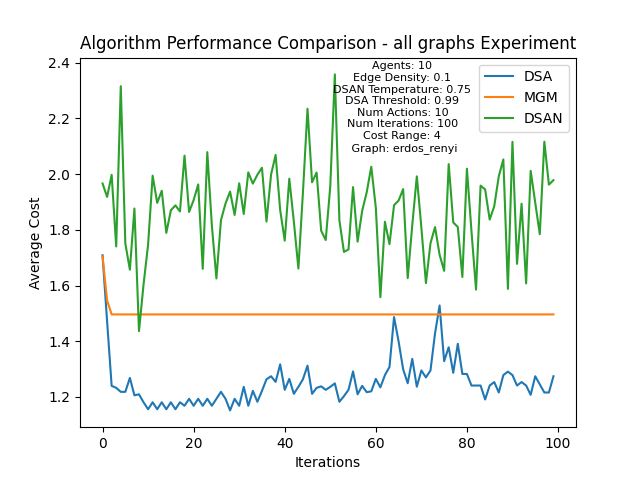 Algorithm Performance Comparison - all graphs Experiment
Agents: 10
Edge Density: 0.1
DSAN Temperature: 0.75
DSA Threshold: 0.99
Num Actions: 10
Num Iterations: 100
Cost Range: 4
Graph: erdos_renyi
DSA
MGM
DSAN
Average Cost
2.4
2.2
2.0
1.8
1.6
1.4
1.2
0
20
40
60
80
100
Iterations